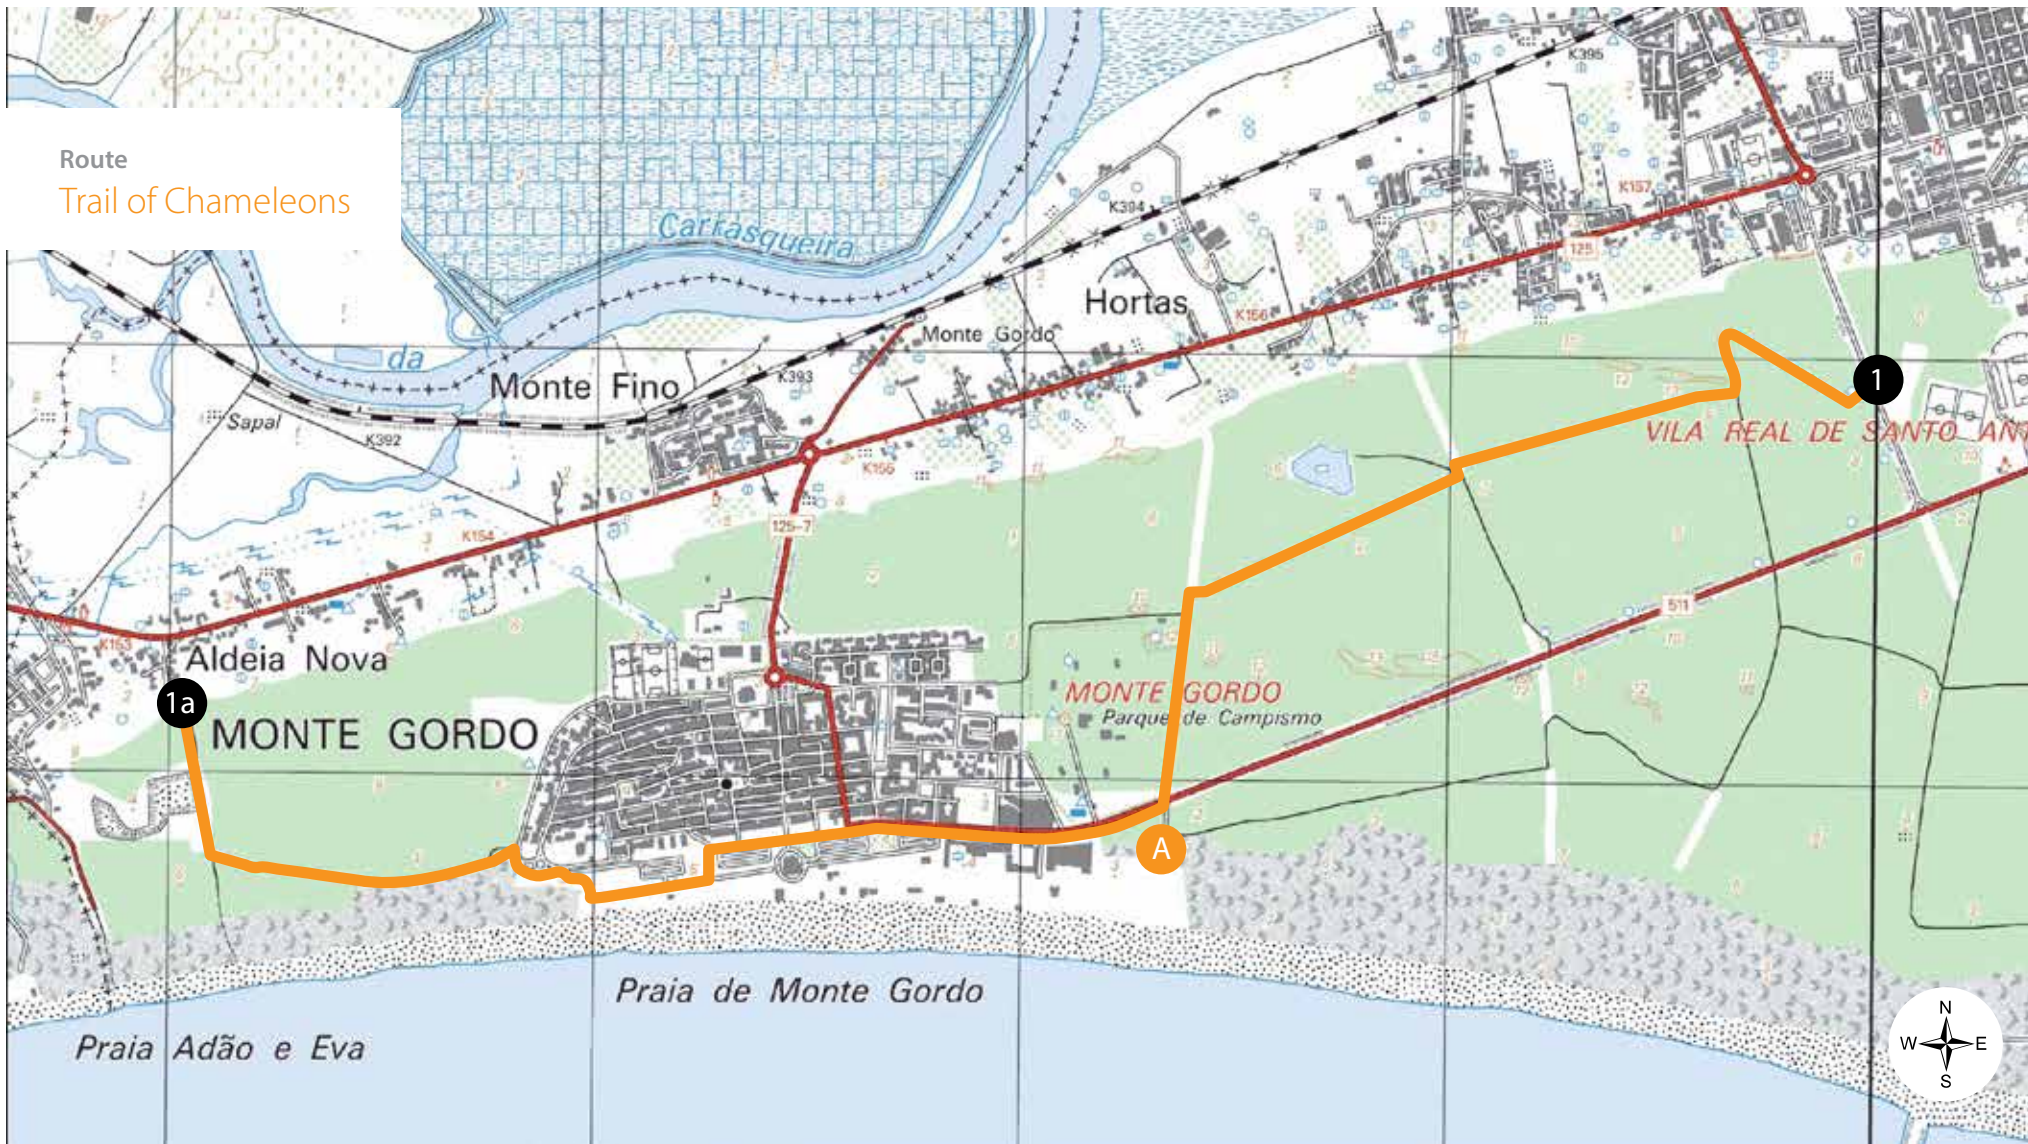 Route
Trail of Chameleons
K395
K157
K394
Carrasqueira
125
Hortas
K156
Monte Gordo
da
K393
Monte Fino
1
Sapal
K392
VILA REAL DE SANTO ANT
K155
125-7
K154
511
K153
Aldeia Nova
1a
MONTE GORDO
MONTE GORDO
Parque de Campismo
A
Praia de Monte Gordo
Praia Adão e Eva
N
W
E
S